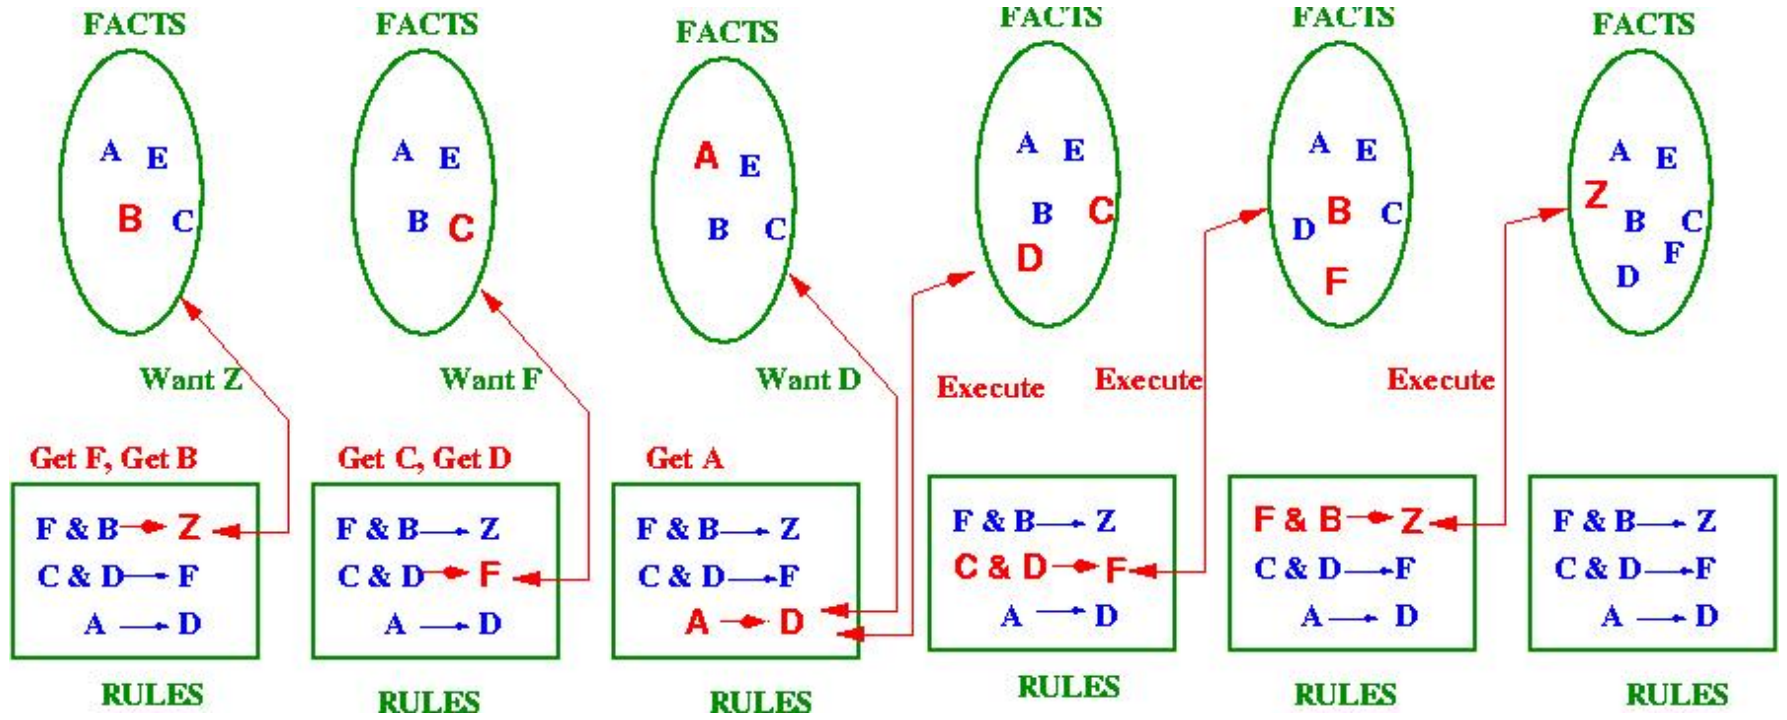 FACTS
A E
B C
Want Z
Get F, Get B
F & B Z
C & D F
A D
RULES
FACTS
A E
B C
Want F
Get C, Get D
F & B Z
C & D F
A D
RULES
FACTS
A E
B C
Want D
Get A
F & B Z
C & D F
A D
RULES
FACTS
A E
B C
D
Execute
F & B Z
C & D F
A D
RULES
FACTS
A E
D B C
F
Execute
F & B Z
C & D F
A D
RULES
FACTS
A E
Z
B C
F
D
Execute
F & B Z
C & D F
A D
RULES